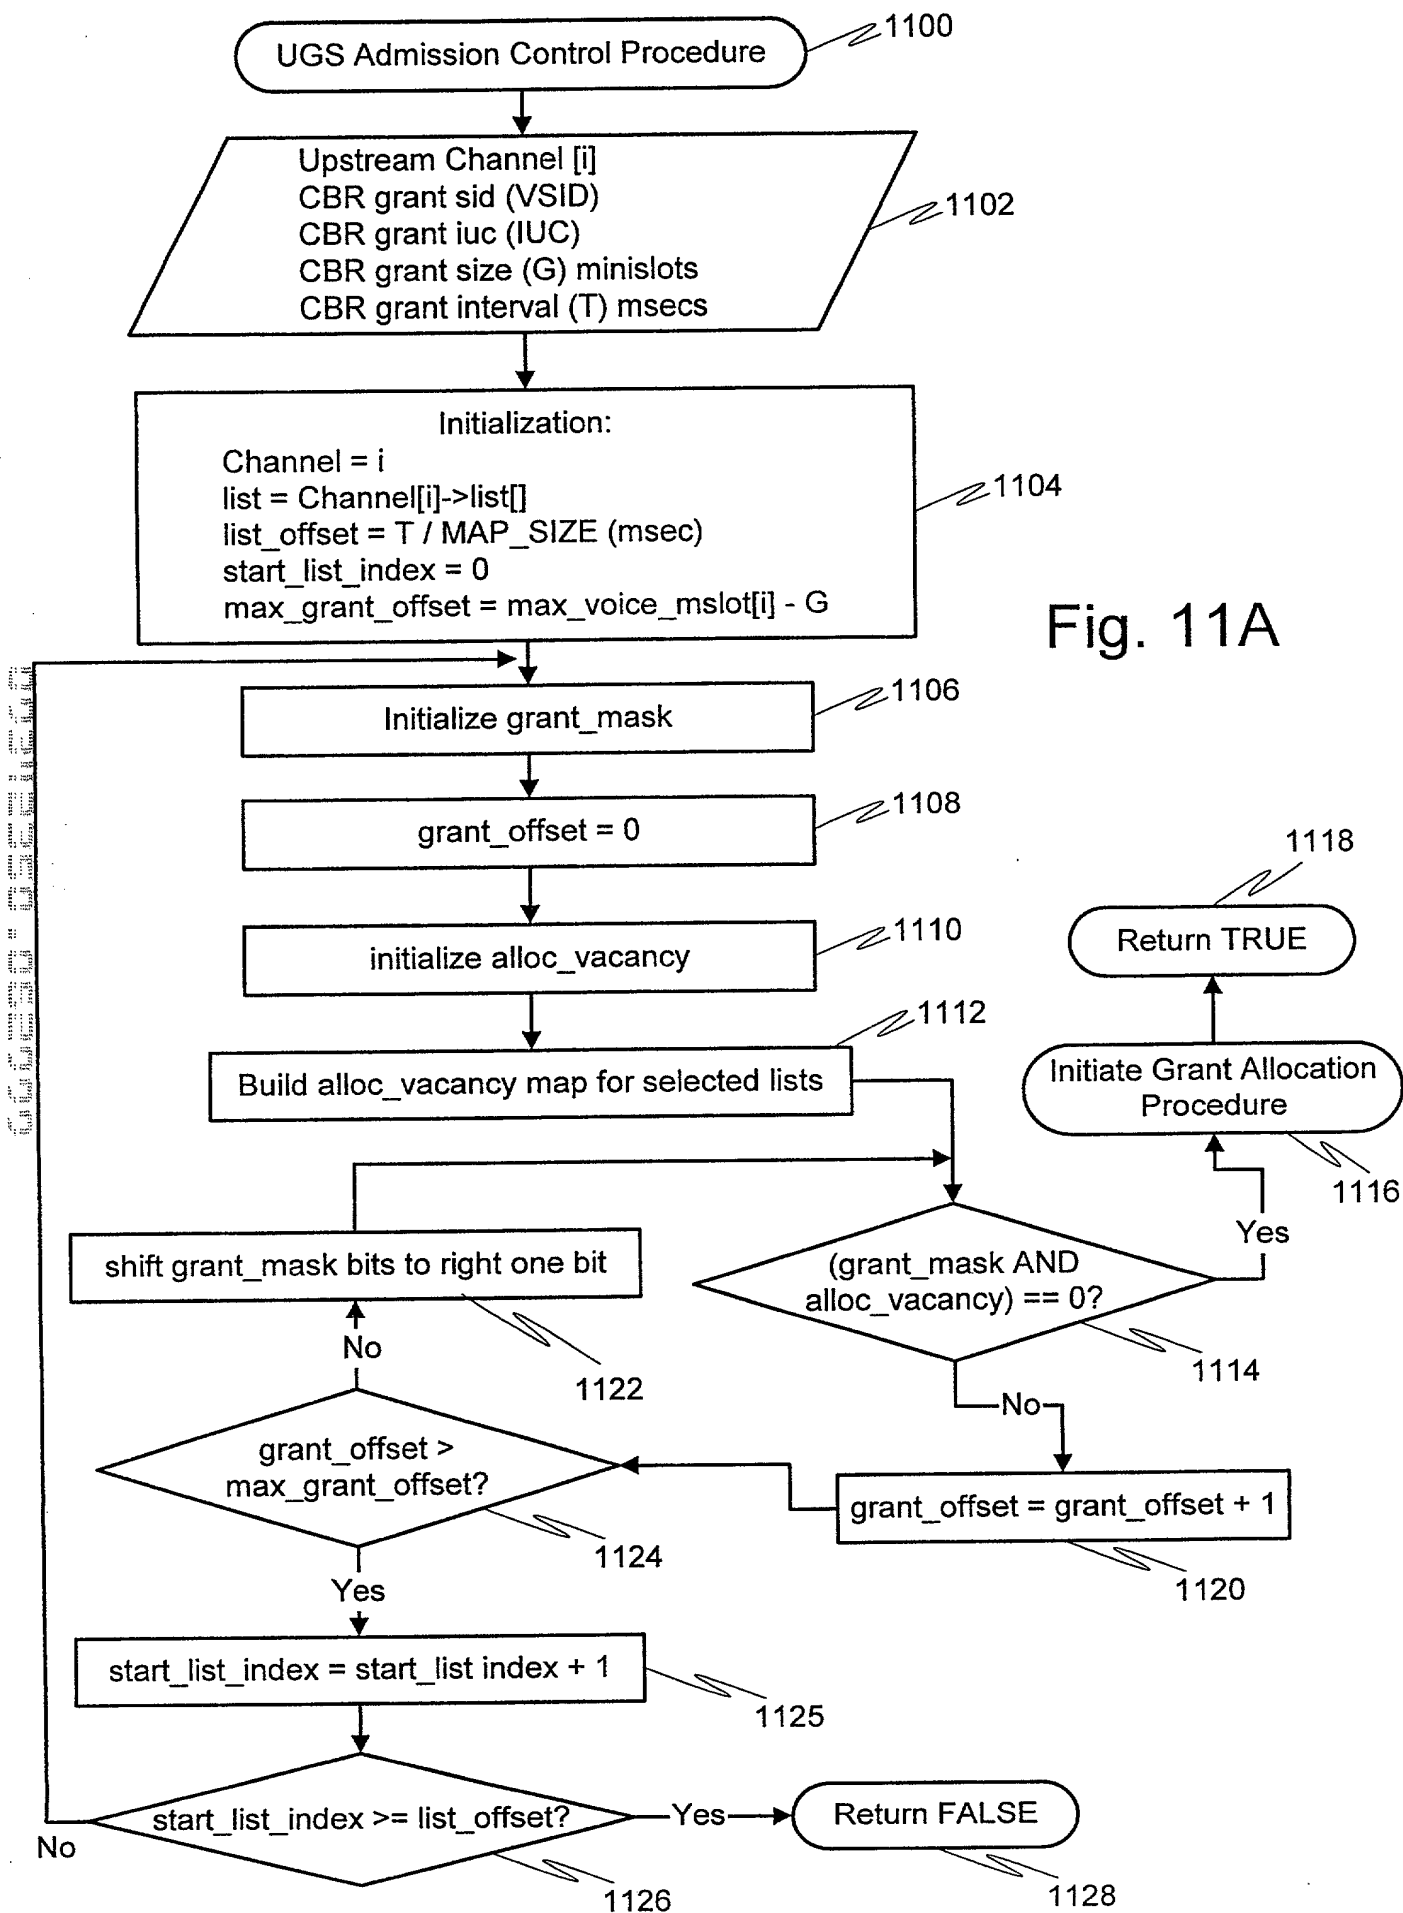 UGS Admission Control Procedure
1100
Upstream Channel [i]
CBR grant sid (VSID)
CBR grant iuc (IUC)
CBR grant size (G) minislots
CBR grant interval (T) msecs
1102
Initialization:
Channel = i
list = Channel[i]->list[]
list_offset = T / MAP_SIZE (msec)
start_list_index = 0
max_grant_offset = max_voice_mslot[i] - G
1104
Fig. 11A
Initialize grant_mask
1106
grant_offset = 0
1108
initialize alloc_vacancy
1110
Build alloc_vacancy map for selected lists
1112
(grant_mask AND
alloc_vacancy) == 0?
1114
Yes
Initiate Grant Allocation
Procedure
1116
Return TRUE
1118
No
grant_offset = grant_offset + 1
1120
shift grant_mask bits to right one bit
1122
No
grant_offset >
max_grant_offset?
1124
Yes
start_list_index = start_list index + 1
1125
start_list_index >= list_offset?
1126
No
Yes
Return FALSE
1128